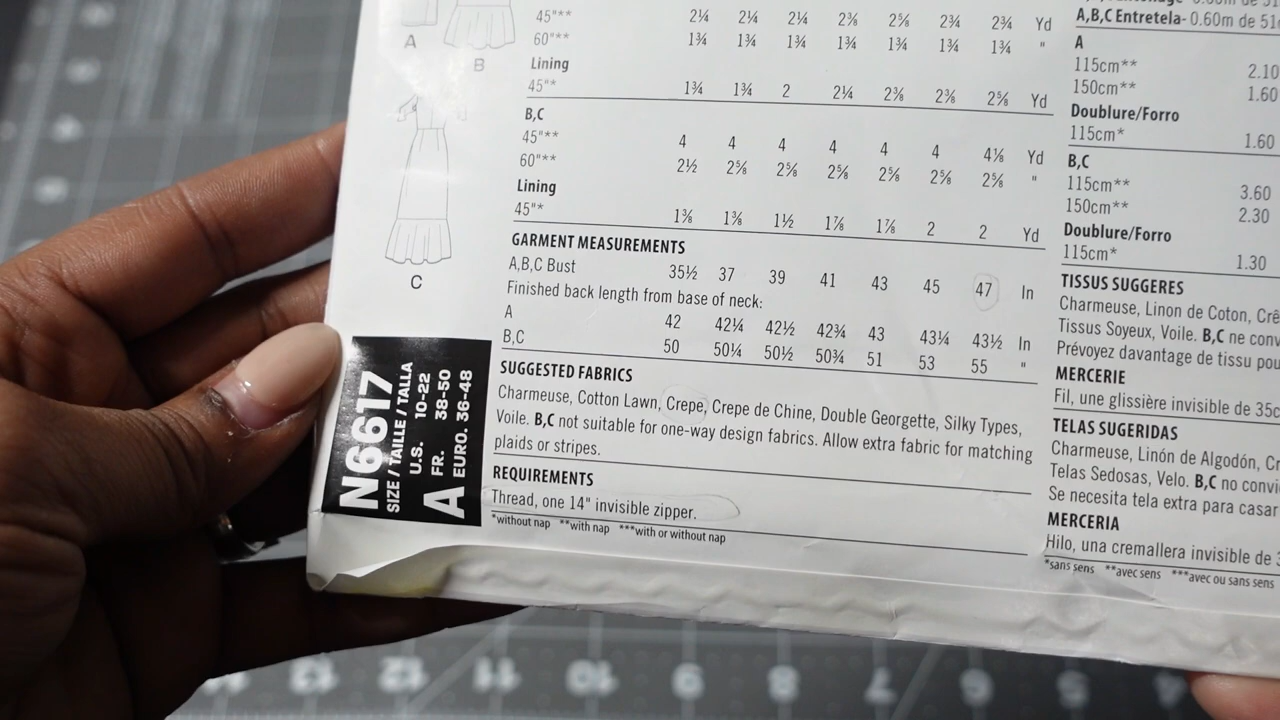 A
B
C
45"** 2¼ 2¼ 2¼ 2⅜ 2⅝ 2¾ 2¾ Yd
60"** 1¾ 1¾ 1¾ 1¾ 1¾ 1¾ 1¾ "
Lining
45"* 1¾ 1¾ 2 2¼ 2⅜ 2⅜ 2⅝ Yd
B,C
45"** 4 4 4 4 4 4 4⅛ Yd
60"** 2½ 2⅝ 2⅝ 2⅝ 2⅝ 2⅝ 2⅝ "
Lining
45"* 1⅜ 1⅜ 1½ 1⅞ 1⅞ 2 2 Yd
GARMENT MEASUREMENTS
A,B,C Bust 35½ 37 39 41 43 45 47 In
Finished back length from base of neck:
A 42 42¼ 42½ 42¾ 43 43¼ 43½ In
B,C 50 50¼ 50½ 50¾ 51 53 55 "
SUGGESTED FABRICS
Charmeuse, Cotton Lawn, Crepe, Crepe de Chine, Double Georgette, Silky Types,
Voile. B,C not suitable for one-way design fabrics. Allow extra fabric for matching
plaids or stripes.
REQUIREMENTS
Thread, one 14" invisible zipper.
*without nap **with nap ***with or without nap
N6617
SIZE / TAILLE / TALLA
A
U.S. 10-22
FR. 38-50
EURO. 36-48
A,B,C Entretela- 0.60m de
A
115cm** 2.10
150cm** 1.60
Doublure/Forro
115cm* 1.60
B,C
115cm** 3.60
150cm** 2.30
Doublure/Forro
115cm* 1.30
TISSUS SUGGERES
Charmeuse, Linon de Coton,
Tissus Soyeux, Voile. B,C ne
Prévoyez davantage de tissu
MERCERIE
Fil, une glissière invisible de
TELAS SUGERIDAS
Charmeuse, Linón de Algodón,
Telas Sedosas, Velo. B,C no
Se necesita tela extra para casar
MERCERIA
Hilo, una cremallera invisible de
*sans sens **avec sens ***avec ou sans sens
13 12 11 10 9 8 7 6 5 4